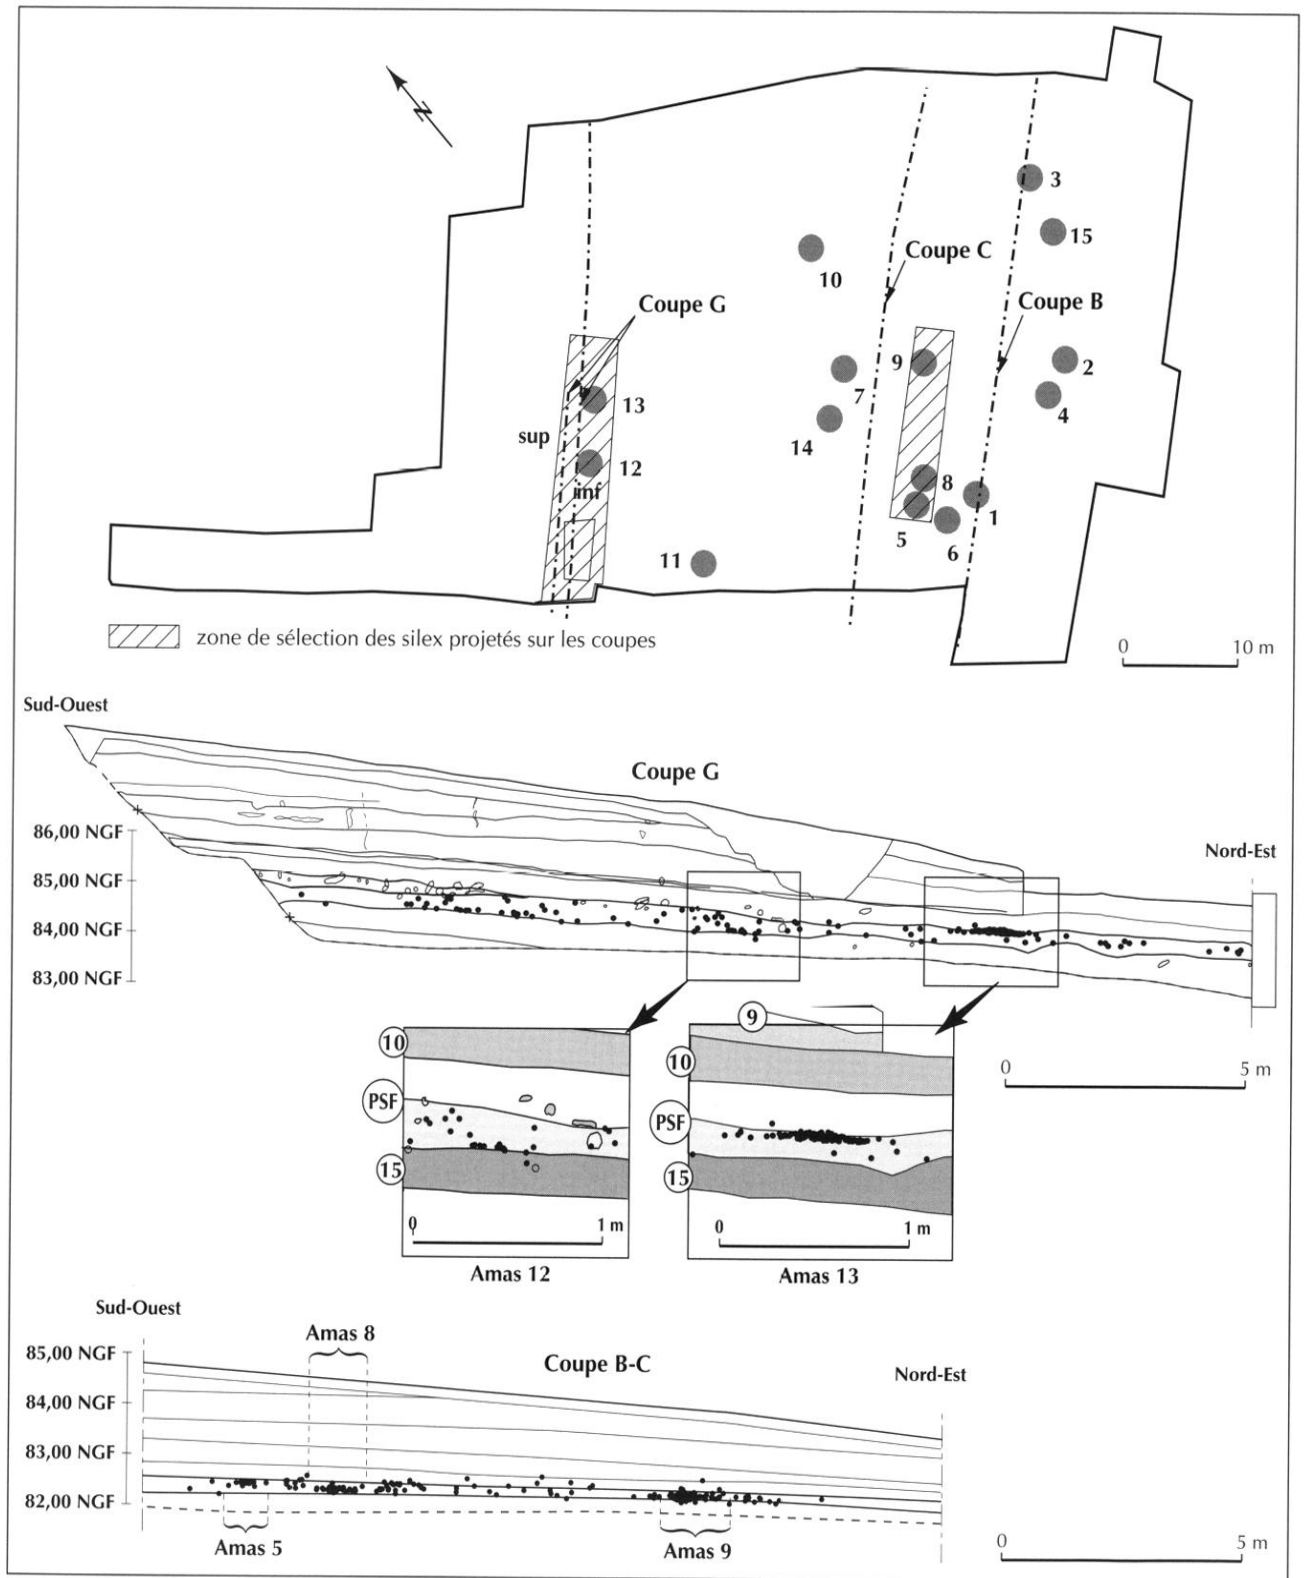 N
3
15
10
Coupe C
Coupe G
Coupe B
9
2
13
7
4
sup
14
12
8
inf
1
5
6
11
zone de sélection des silex projetés sur les coupes
0 10 m
Sud-Ouest
Coupe G
86,00 NGF
Nord-Est
85,00 NGF
84,00 NGF
83,00 NGF
9
10
10
0 5 m
PSF
PSF
15
15
0 1 m
0 1 m
Amas 12
Amas 13
Sud-Ouest
Amas 8
85,00 NGF
Coupe B-C
Nord-Est
84,00 NGF
83,00 NGF
82,00 NGF
Amas 5
Amas 9
0 5 m